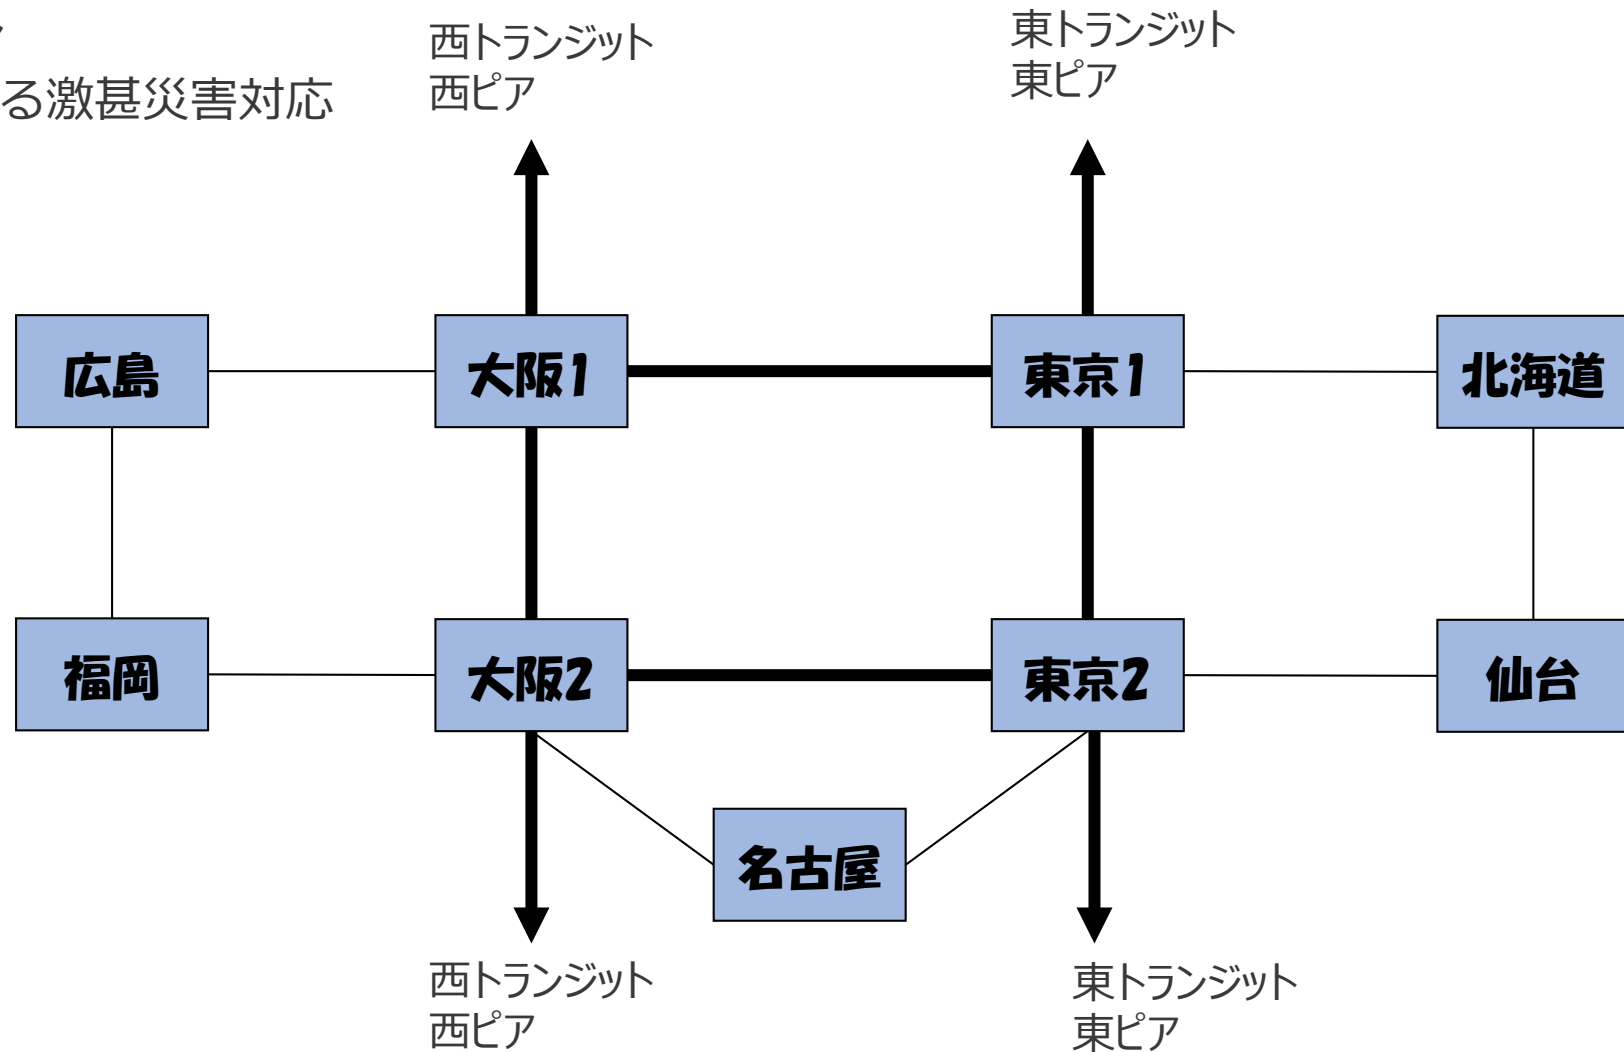 る激甚災害対応
西トランジット
西ピア
東トランジット
東ピア
広島
大阪1
東京1
北海道
福岡
大阪2
東京2
仙台
名古屋
西トランジット
西ピア
東トランジット
東ピア